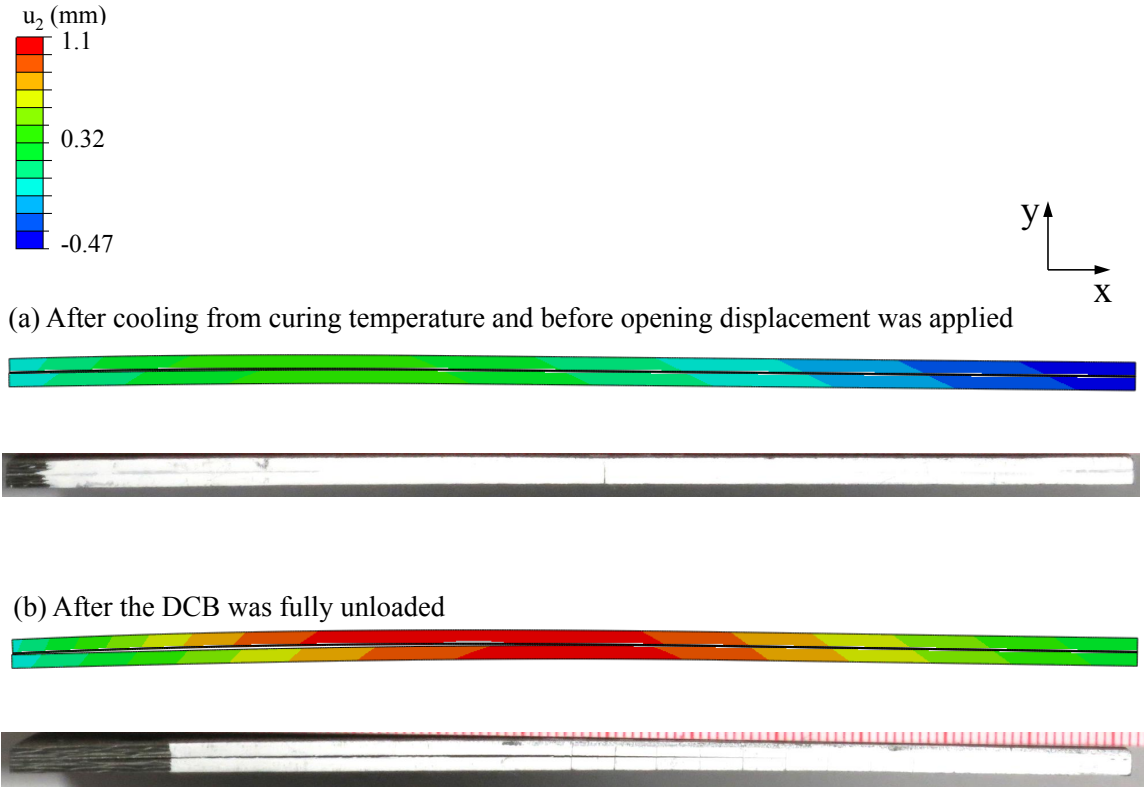 u₂ (mm)
1.1
0.32
-0.47
y
x
(a) After cooling from curing temperature and before opening displacement was applied
(b) After the DCB was fully unloaded